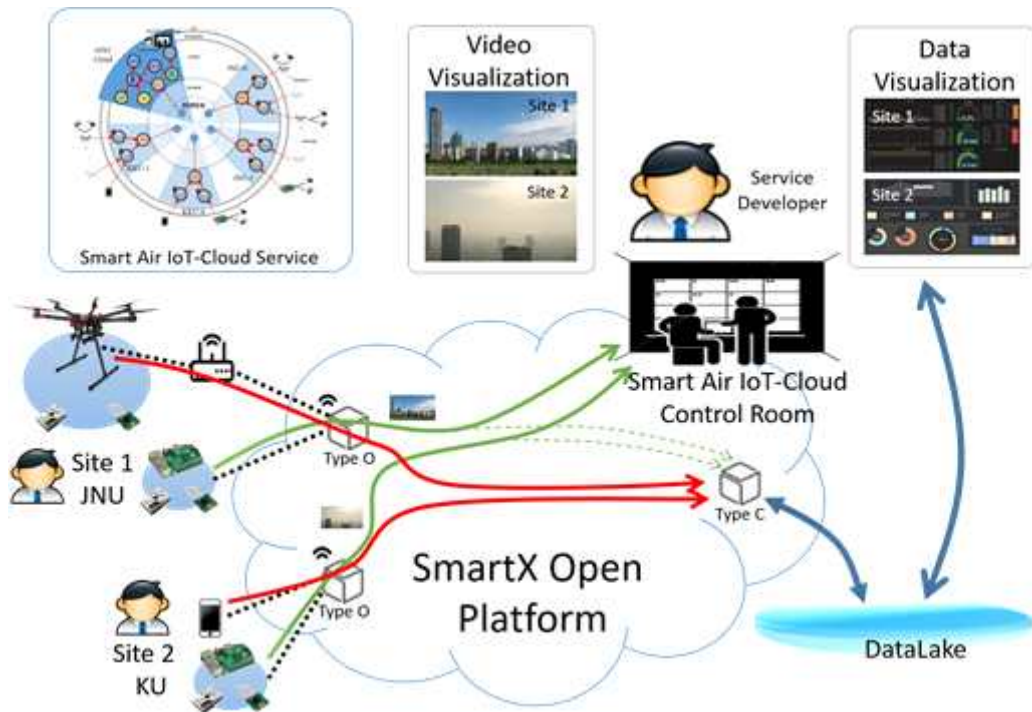 Smart Air IoT-Cloud Service
Video
Visualization
Site 1
Site 2
Service
Developer
Data
Visualization
Site 1
Site 2
Smart Air IoT-Cloud
Control Room
Site 1
JNU
Type O
Type C
SmartX Open
Platform
Type O
Site 2
KU
DataLake